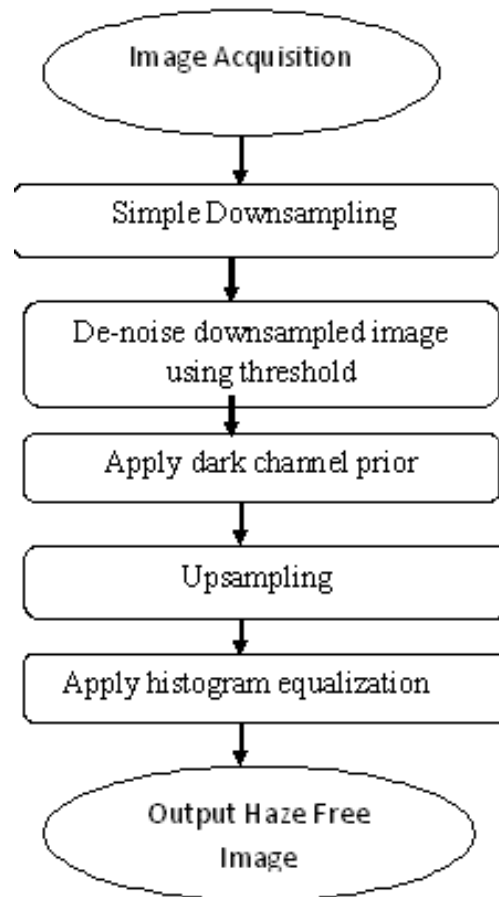 Image Acquisition
Simple Downsampling
De-noise downsampled image
using threshold
Apply dark channel prior
Upsampling
Apply histogram equalization
Output Haze Free
Image